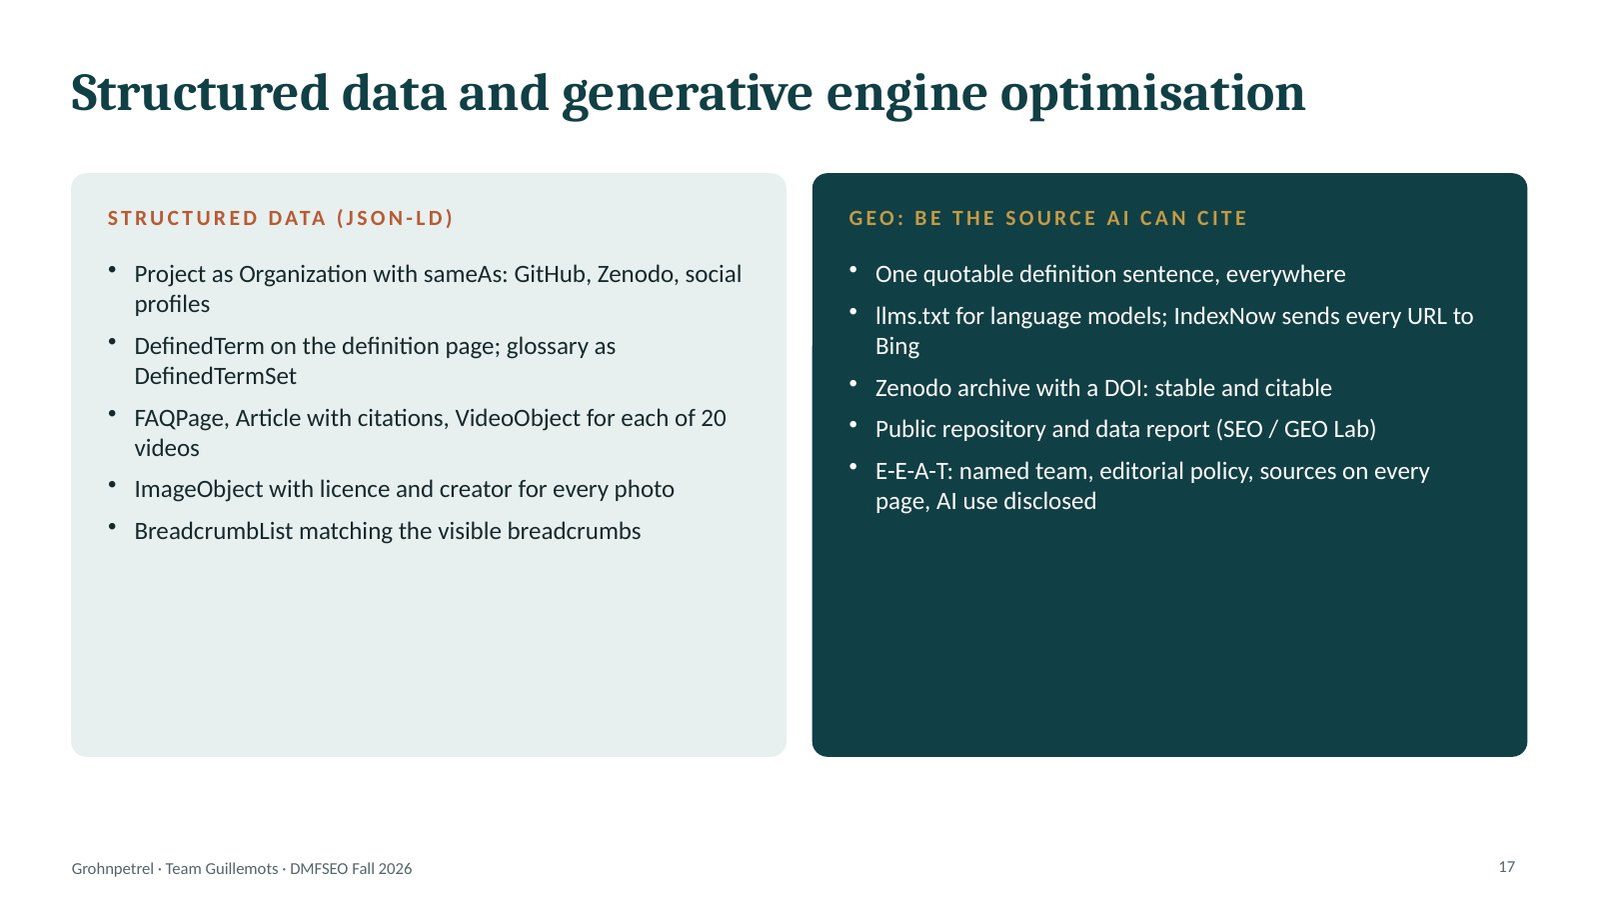 Structured data and generative engine optimisation
STRUCTURED DATA (JSON-LD)
• Project as Organization with sameAs: GitHub, Zenodo, social
profiles
• DefinedTerm on the definition page; glossary as
DefinedTermSet
• FAQPage, Article with citations, VideoObject for each of 20
videos
• ImageObject with licence and creator for every photo
• BreadcrumbList matching the visible breadcrumbs
GEO: BE THE SOURCE AI CAN CITE
• One quotable definition sentence, everywhere
• llms.txt for language models; IndexNow sends every URL to
Bing
• Zenodo archive with a DOI: stable and citable
• Public repository and data report (SEO / GEO Lab)
• E-E-A-T: named team, editorial policy, sources on every
page, AI use disclosed
Grohnpetrel · Team Guillemots · DMFSEO Fall 2026
17